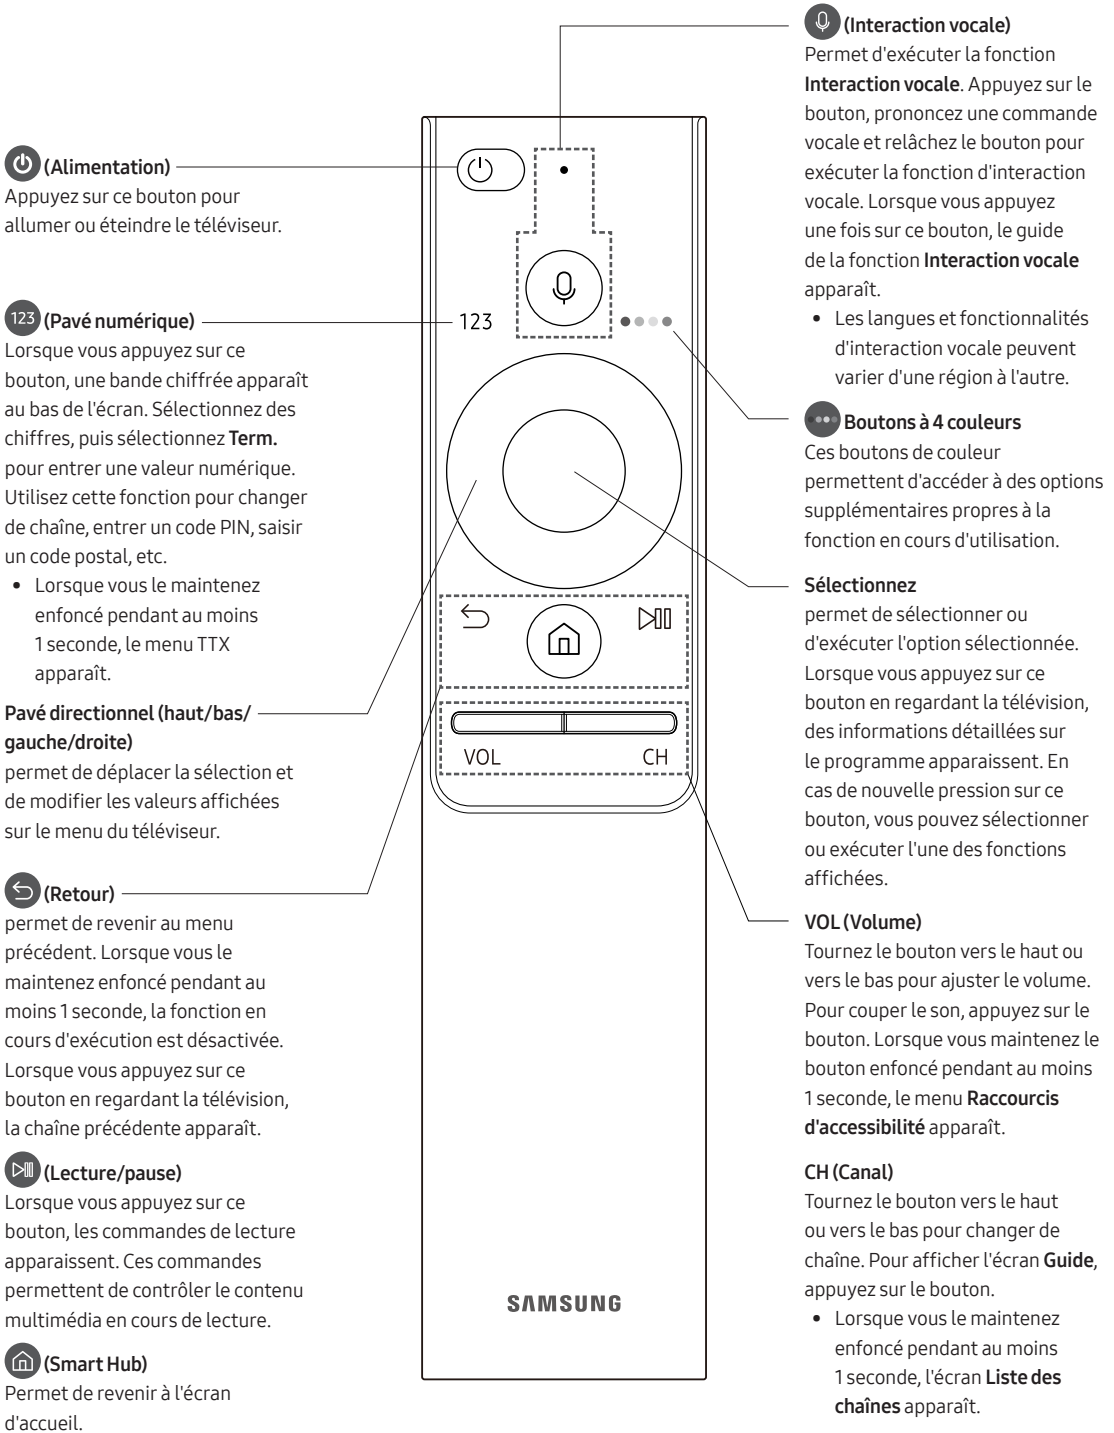 (Alimentation)
Appuyez sur ce bouton pour
allumer ou éteindre le téléviseur.
123 (Pavé numérique)
Lorsque vous appuyez sur ce
bouton, une bande chiffrée apparaît
au bas de l'écran. Sélectionnez des
chiffres, puis sélectionnez Term.
pour entrer une valeur numérique.
Utilisez cette fonction pour changer
de chaîne, entrer un code PIN, saisir
un code postal, etc.
• Lorsque vous le maintenez
enfoncé pendant au moins
1 seconde, le menu TTX
apparaît.
Pavé directionnel (haut/bas/
gauche/droite)
permet de déplacer la sélection et
de modifier les valeurs affichées
sur le menu du téléviseur.
(Retour)
permet de revenir au menu
précédent. Lorsque vous le
maintenez enfoncé pendant au
moins 1 seconde, la fonction en
cours d'exécution est désactivée.
Lorsque vous appuyez sur ce
bouton en regardant la télévision,
la chaîne précédente apparaît.
(Lecture/pause)
Lorsque vous appuyez sur ce
bouton, les commandes de lecture
apparaissent. Ces commandes
permettent de contrôler le contenu
multimédia en cours de lecture.
(Smart Hub)
Permet de revenir à l'écran
d'accueil.
123
VOL
CH
SAMSUNG
(Interaction vocale)
Permet d'exécuter la fonction
Interaction vocale. Appuyez sur le
bouton, prononcez une commande
vocale et relâchez le bouton pour
exécuter la fonction d'interaction
vocale. Lorsque vous appuyez
une fois sur ce bouton, le guide
de la fonction Interaction vocale
apparaît.
• Les langues et fonctionnalités
d'interaction vocale peuvent
varier d'une région à l'autre.
Boutons à 4 couleurs
Ces boutons de couleur
permettent d'accéder à des options
supplémentaires propres à la
fonction en cours d'utilisation.
Sélectionnez
permet de sélectionner ou
d'exécuter l'option sélectionnée.
Lorsque vous appuyez sur ce
bouton en regardant la télévision,
des informations détaillées sur
le programme apparaissent. En
cas de nouvelle pression sur ce
bouton, vous pouvez sélectionner
ou exécuter l'une des fonctions
affichées.
VOL (Volume)
Tournez le bouton vers le haut ou
vers le bas pour ajuster le volume.
Pour couper le son, appuyez sur le
bouton. Lorsque vous maintenez le
bouton enfoncé pendant au moins
1 seconde, le menu Raccourcis
d'accessibilité apparaît.
CH (Canal)
Tournez le bouton vers le haut
ou vers le bas pour changer de
chaîne. Pour afficher l'écran Guide,
appuyez sur le bouton.
• Lorsque vous le maintenez
enfoncé pendant au moins
1 seconde, l'écran Liste des
chaînes apparaît.